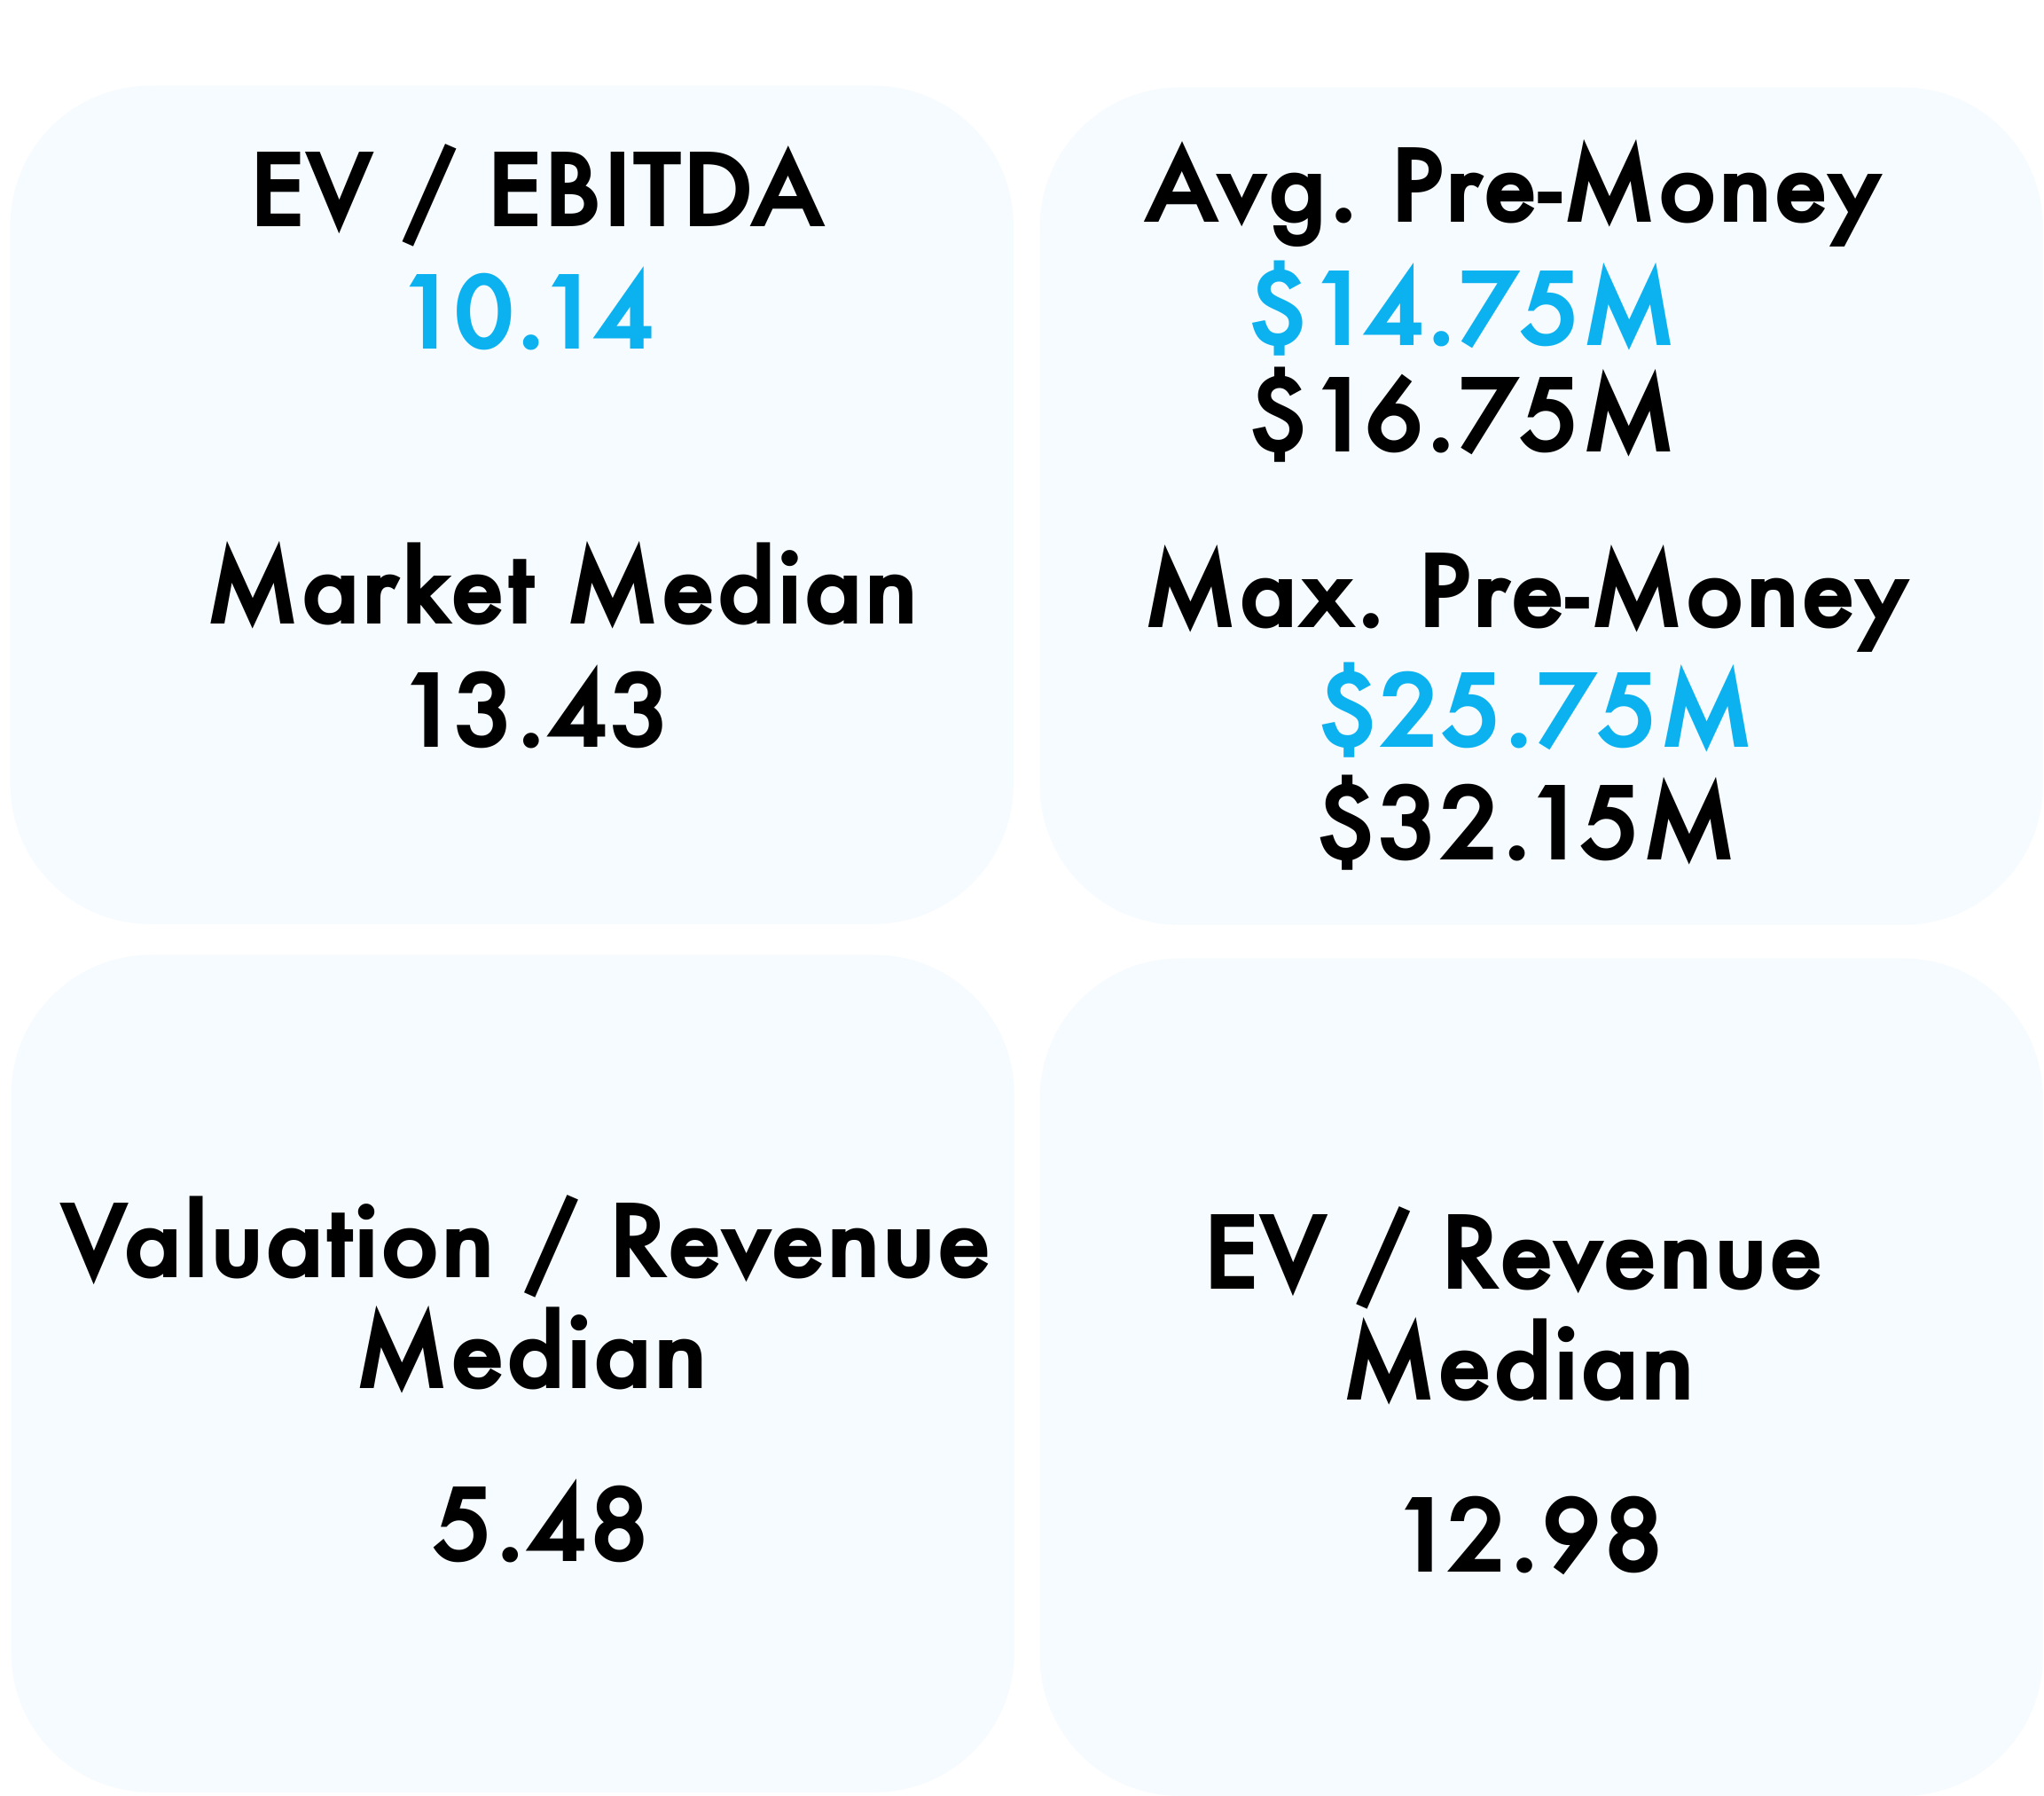 EV / EBITDA
10.14
Market Median
13.43
Avg. Pre-Money
$14.75M
$16.75M
Max. Pre-Money
$25.75M
$32.15M
Valuation / Revenue
Median
5.48
EV / Revenue
Median
12.98